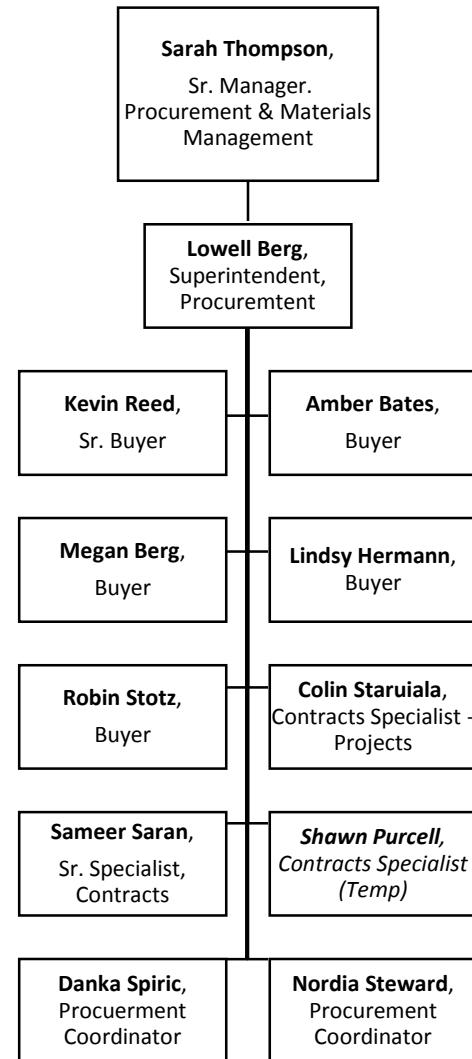 Sarah Thompson,
Sr. Manager.
Procurement & Materials
Management
Lowell Berg,
Superintendent,
Procuremtent
Kevin Reed,
Sr. Buyer
Amber Bates,
Buyer
Megan Berg,
Buyer
Lindsy Hermann,
Buyer
Robin Stotz,
Buyer
Colin Staruiala,
Contracts Specialist -
Projects
Sameer Saran,
Sr. Specialist,
Contracts
Shawn Purcell,
Contracts Specialist
(Temp)
Danka Spiric,
Procuerment
Coordinator
Nordia Steward,
Procurement
Coordinator